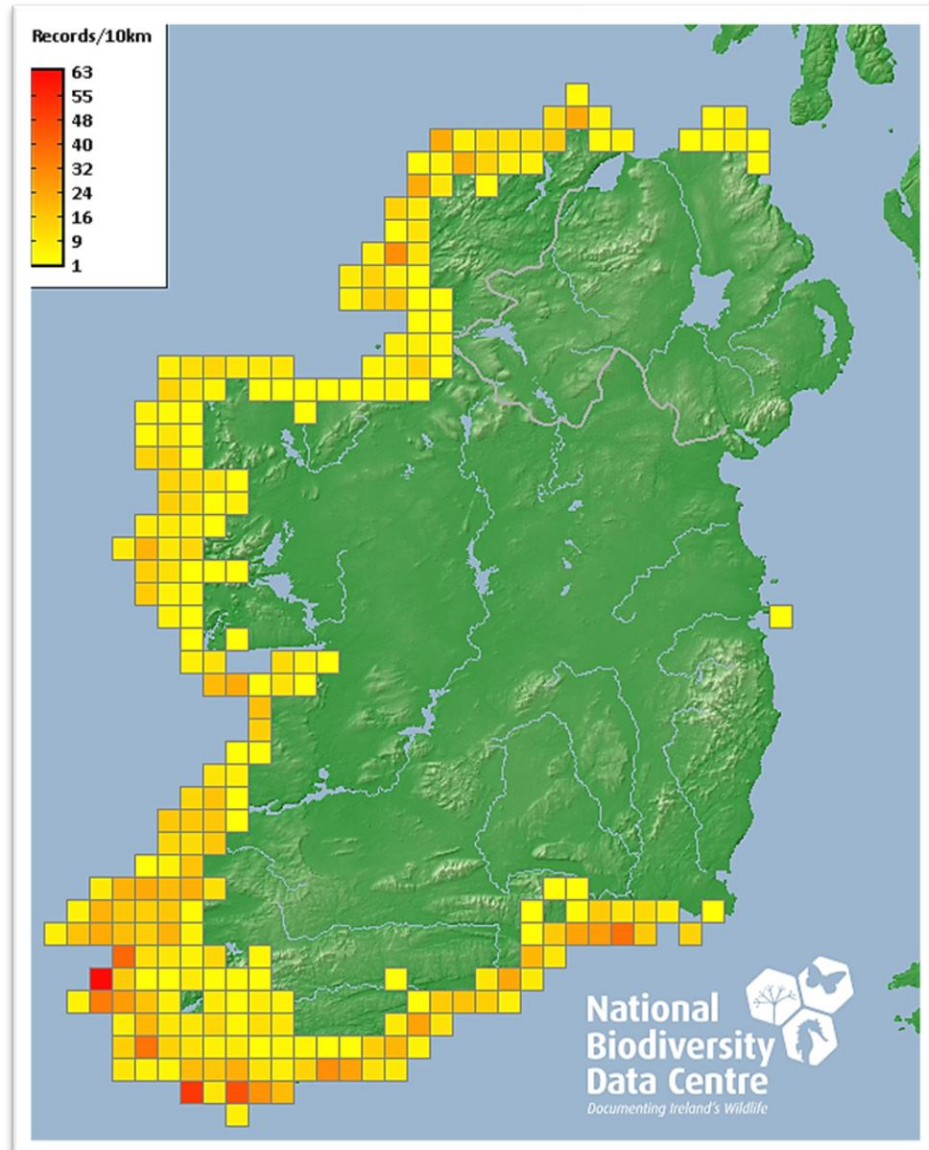 Records/10km
63
55
48
40
32
24
16
9
1
National
Biodiversity
Data Centre
Documenting Ireland's Wildlife